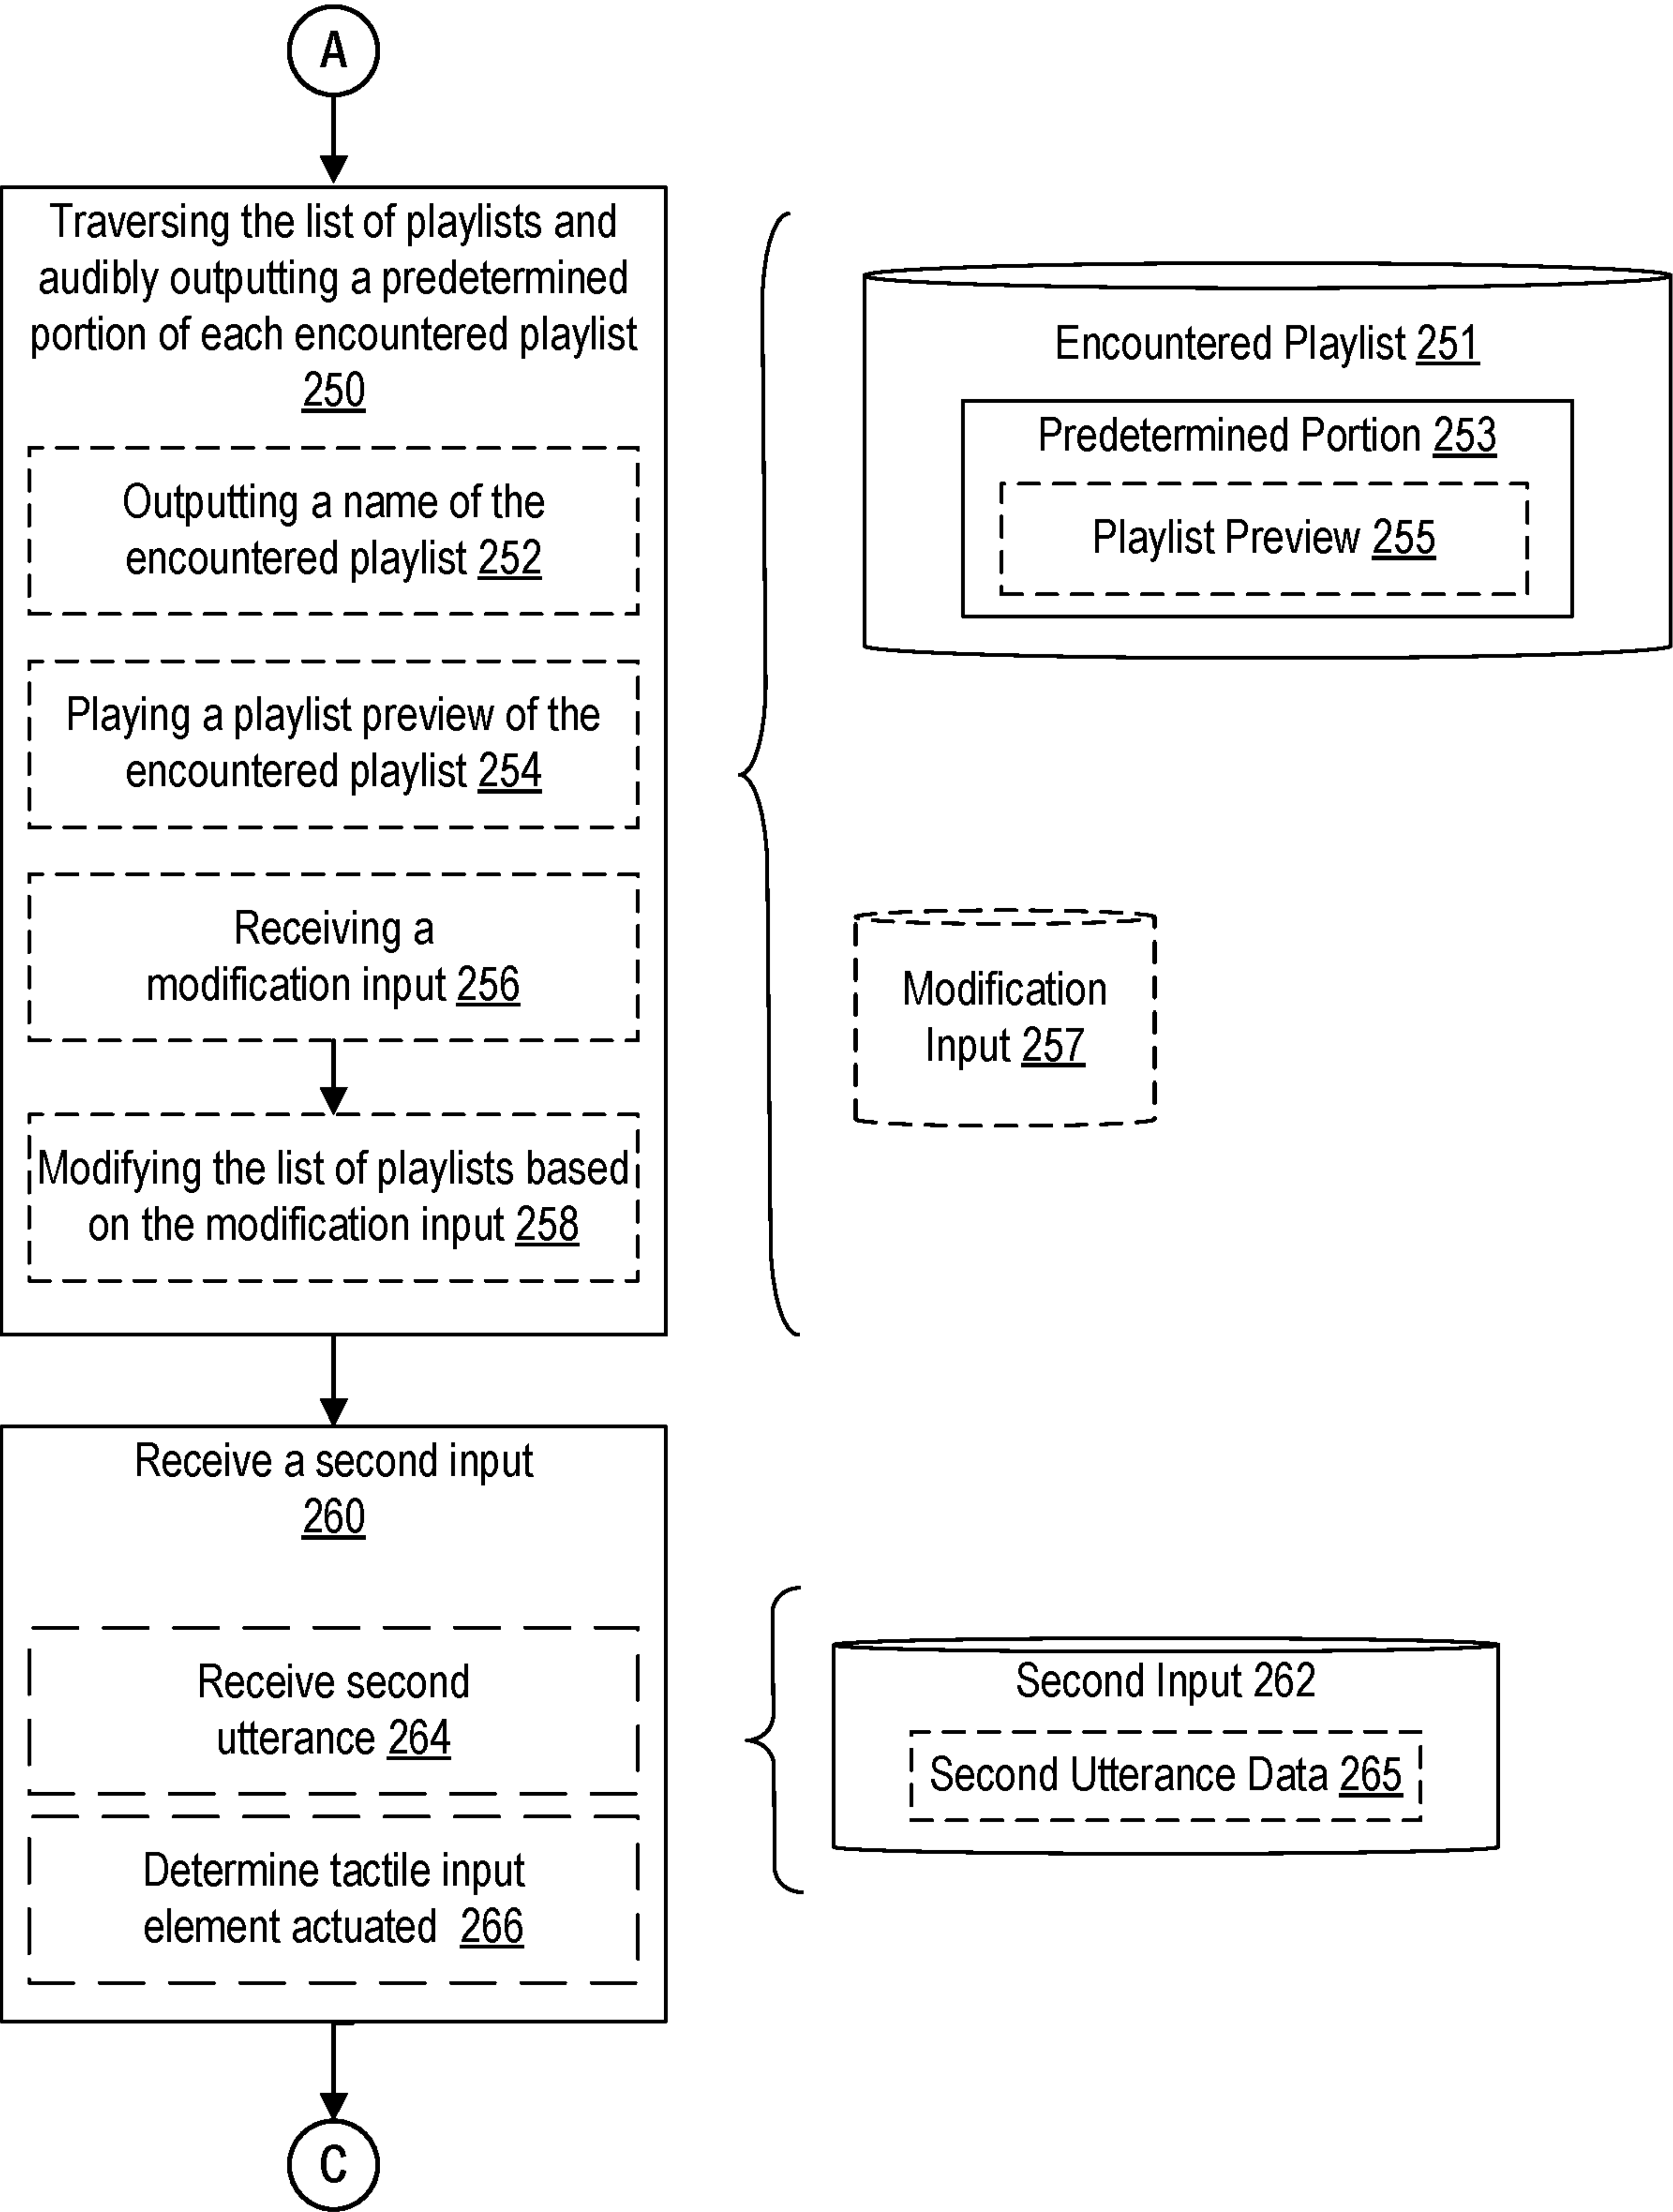 A
Traversing the list of playlists and
audibly outputting a predetermined
portion of each encountered playlist
250
Outputting a name of the
encountered playlist 252
Playing a playlist preview of the
encountered playlist 254
Receiving a
modification input 256
Modifying the list of playlists based
on the modification input 258
Encountered Playlist 251
Predetermined Portion 253
Playlist Preview 255
Modification
Input 257
Receive a second input
260
Receive second
utterance 264
Determine tactile input
element actuated 266
Second Input 262
Second Utterance Data 265
C